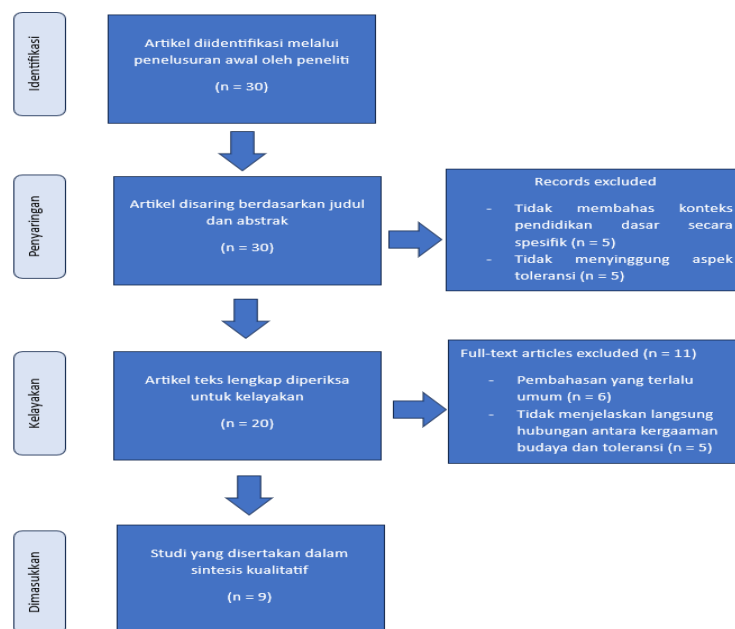 Identifikasi
Artikel diidentifikasi melalui
penelusuran awal oleh peneliti
(n = 30)
Penyaringan
Artikel disaring berdasarkan judul
dan abstrak
(n = 30)
Records excluded
- Tidak membahas konteks
pendidikan dasar secara
spesifik (n = 5)
- Tidak menyinggung aspek
toleransi (n = 5)
Kelayakan
Artikel teks lengkap diperiksa
untuk kelayakan
(n = 20)
Full-text articles excluded (n = 11)
- Pembahasan yang terlalu
umum (n = 6)
- Tidak menjelaskan langsung
hubungan antara kergaaman
budaya dan toleransi (n = 5)
Dimasukkan
Studi yang disertakan dalam
sintesis kualitatif
(n = 9)